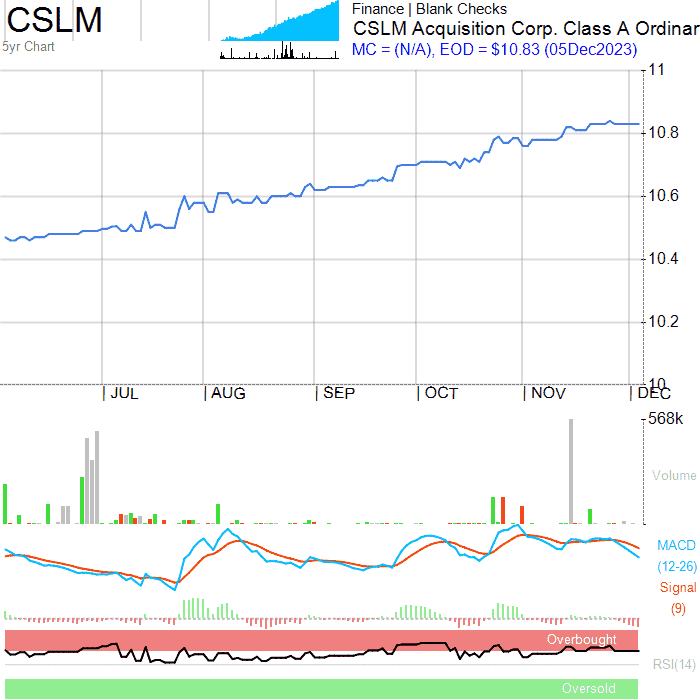 CSLM
5yr Chart
Finance | Blank Checks
CSLM Acquisition Corp. Class A Ordinar
MC = (N/A), EOD = $10.83 (05Dec2023)
11
10.8
10.6
10.4
10.2
10
JUL
AUG
SEP
OCT
NOV
DEC
568k
Volume
MACD
(12-26)
Signal
(9)
Overbought
RSI(14)
Oversold